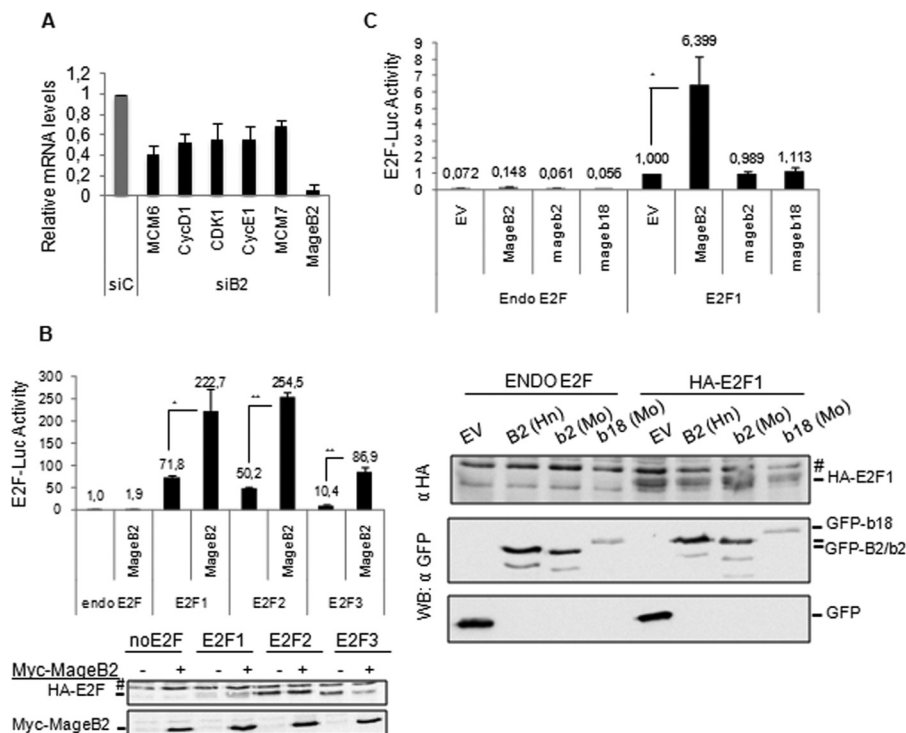 A
Relative mRNA levels
1,2
1
0,8
0,6
0,4
0,2
0
MCM6
CycD1
CDK1
CycE1
MCM7
MageB2
siC
siB2
B
E2F-Luc Activity
300
250
200
150
100
50
0
1,0
1,9
71,8
*
222,7
50,2
**
254,5
10,4
**
86,9
MageB2
MageB2
MageB2
MageB2
endo E2F
E2F1
E2F2
E2F3
noE2F E2F1 E2F2 E2F3
Myc-MageB2 - + - + - + - +
#
HA-E2F
Myc-MageB2
C
E2F-Luc Activity
9
8
7
6
5
4
3
2
1
0
0,072
0,148
0,061
0,056
1,000
*
6,399
0,989
1,113
EV
MageB2
mageb2
mageb18
EV
MageB2
mageb2
mageb18
Endo E2F
E2F1
ENDO E2F HA-E2F1
EV B2 (Hn) b2 (Mo) b18 (Mo) EV B2 (Hn) b2 (Mo) b18 (Mo)
α HA
#
HA-E2F1
WB: α GFP
GFP-b18
GFP-B2/b2
GFP